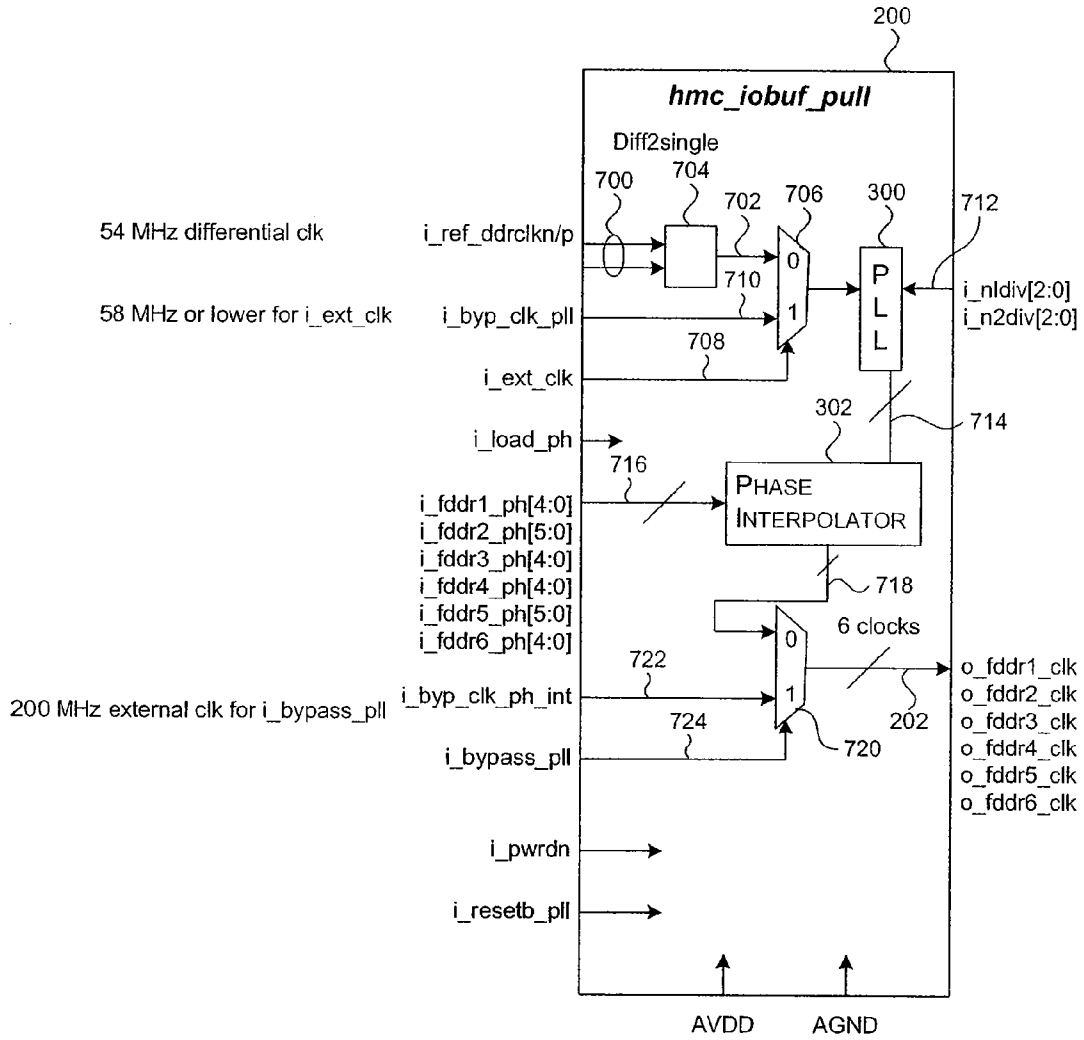 200
hmc_iobuf_pull
Diff2single
700
704
702
706
300
712
54 MHz differential clk
i_ref_ddrclkn/p
0
P
L
L
i_nldiv[2:0]
i_n2div[2:0]
58 MHz or lower for i_ext_clk
i_byp_clk_pll
710
1
708
i_ext_clk
714
302
i_load_ph
716
PHASE
INTERPOLATOR
i_fddr1_ph[4:0]
i_fddr2_ph[5:0]
i_fddr3_ph[4:0]
i_fddr4_ph[4:0]
i_fddr5_ph[5:0]
i_fddr6_ph[4:0]
718
0
6 clocks
200 MHz external clk for i_bypass_pll
i_byp_clk_ph_int
722
1
202
o_fddr1_clk
o_fddr2_clk
o_fddr3_clk
o_fddr4_clk
o_fddr5_clk
o_fddr6_clk
724
720
i_bypass_pll
i_pwrdn
i_resetb_pll
AVDD
AGND